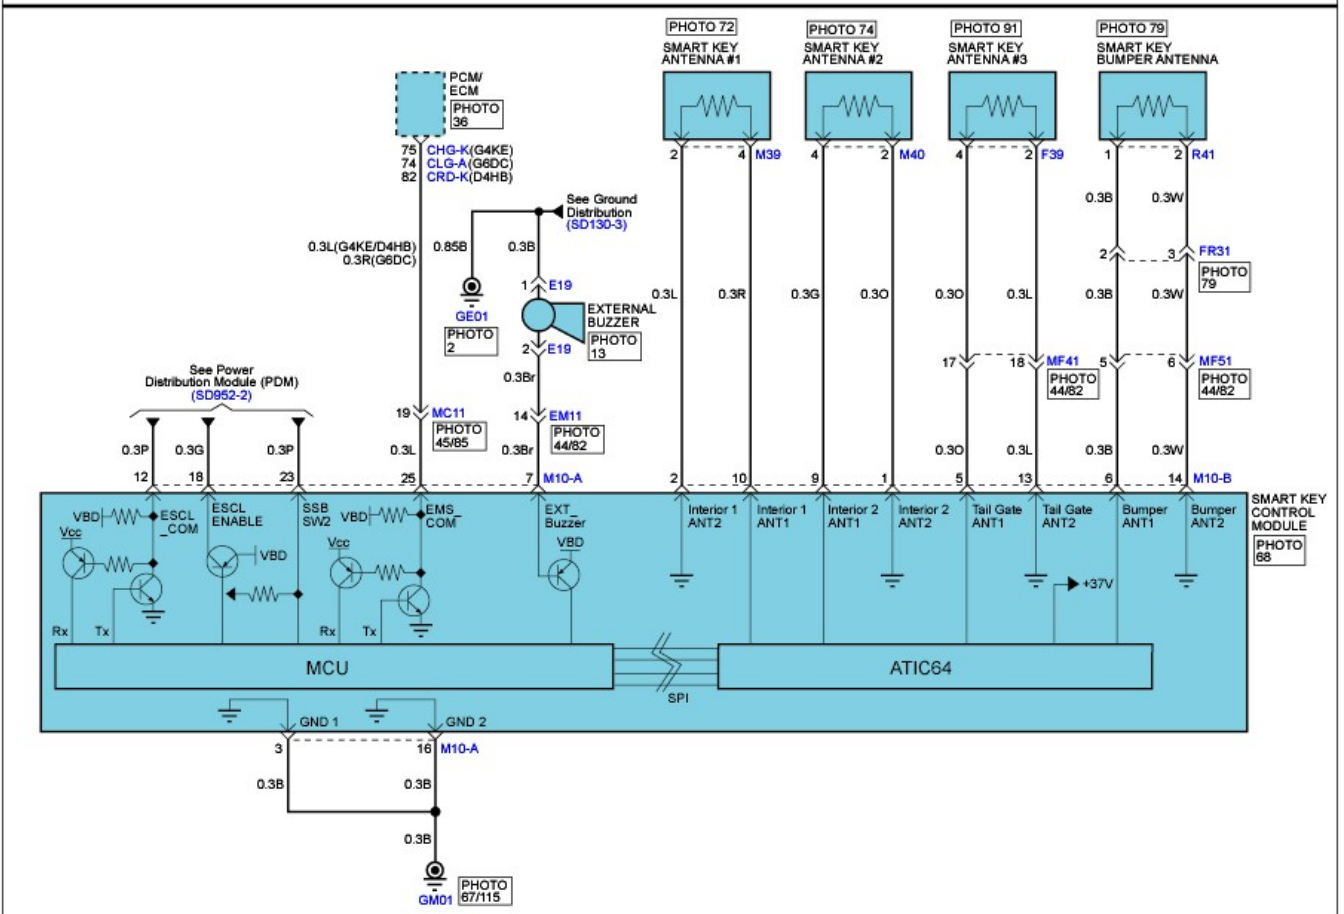 PHOTO 72
PHOTO 74
PHOTO 91
PHOTO 79
SMART KEY
ANTENNA #1
SMART KEY
ANTENNA #2
SMART KEY
ANTENNA #3
SMART KEY
BUMPER ANTENNA
PCM/
ECM
PHOTO
36
75 CHG-K(G4KE)
74 CLG-A(G6DC)
82 CRD-K(D4HB)
2 4 M39
4 2 M40
4 2 F39
1 2 R41
See Ground
Distribution
(SD130-3)
0.3B 0.3W
0.3L(G4KE/D4HB)
0.3R(G6DC)
0.85B
0.3B
2 3 FR31
PHOTO
79
1 E19
GE01
PHOTO
2
EXTERNAL
BUZZER
PHOTO
13
2 E19
0.3L 0.3R 0.3G 0.3O 0.3O 0.3L 0.3B 0.3W
17 18 MF41
PHOTO
44/82
5 6 MF51
PHOTO
44/82
See Power
Distribution Module (PDM)
(SD952-2)
0.3Br
19 MC11
PHOTO
45/85
14 EM11
PHOTO
44/82
0.3P 0.3G 0.3P 0.3L 0.3Br 0.3O 0.3L 0.3B 0.3W
12 18 23 25 7 M10-A 2 10 9 1 5 13 6 14 M10-B
SMART KEY
CONTROL
MODULE
PHOTO
68
VBD
ESCL
_COM
ESCL
ENABLE
SSB
SW2
VBD
EMS_
COM
EXT_
Buzzer
Interior 1
ANT2
Interior 1
ANT1
Interior 2
ANT1
Interior 2
ANT2
Tail Gate
ANT1
Tail Gate
ANT2
Bumper
ANT1
Bumper
ANT2
Vcc
VBD
Vcc
VBD
+37V
Rx Tx Rx Tx
MCU
SPI
ATIC64
GND 1 GND 2
3 16 M10-A
0.3B 0.3B
0.3B
GM01
PHOTO
67/115